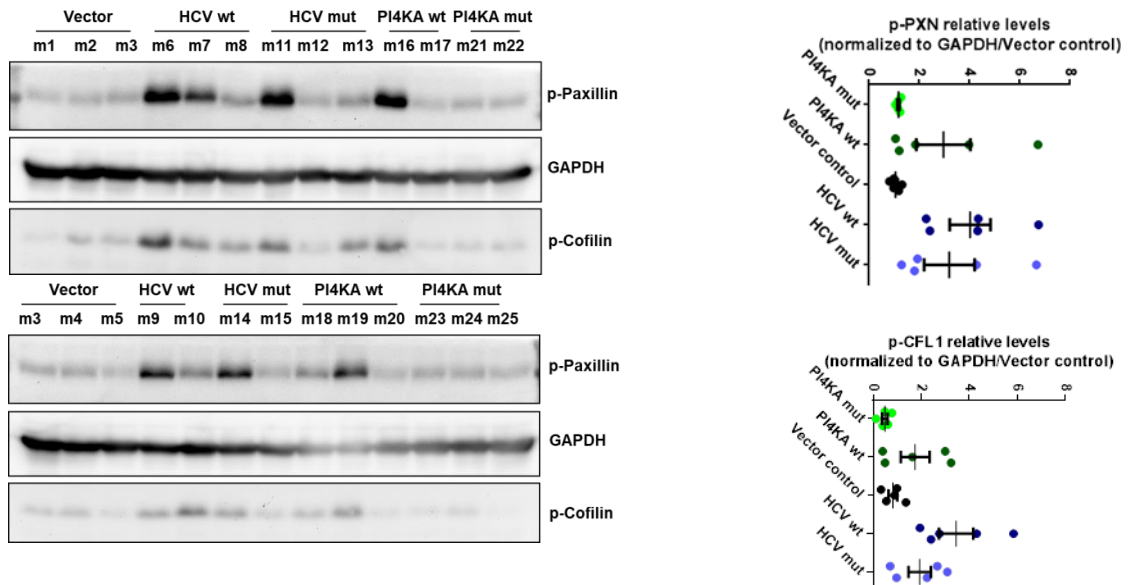 Vector HCV wt HCV mut PI4KA wt PI4KA mut
m1 m2 m3 m6 m7 m8 m11 m12 m13 m16 m17 m21 m22
p-Paxillin
GAPDH
p-Cofilin
Vector HCV wt HCV mut PI4KA wt PI4KA mut
m3 m4 m5 m9 m10 m14 m15 m18 m19 m20 m23 m24 m25
p-Paxillin
GAPDH
p-Cofilin
p-PXN relative levels
(normalized to GAPDH/Vector control)
0 2 4 6 8
PI4KA mut
PI4KA wt
Vector control
HCV wt
HCV mut
p-CFL1 relative levels
(normalized to GAPDH/Vector control)
0 2 4 6 8
PI4KA mut
PI4KA wt
Vector control
HCV wt
HCV mut